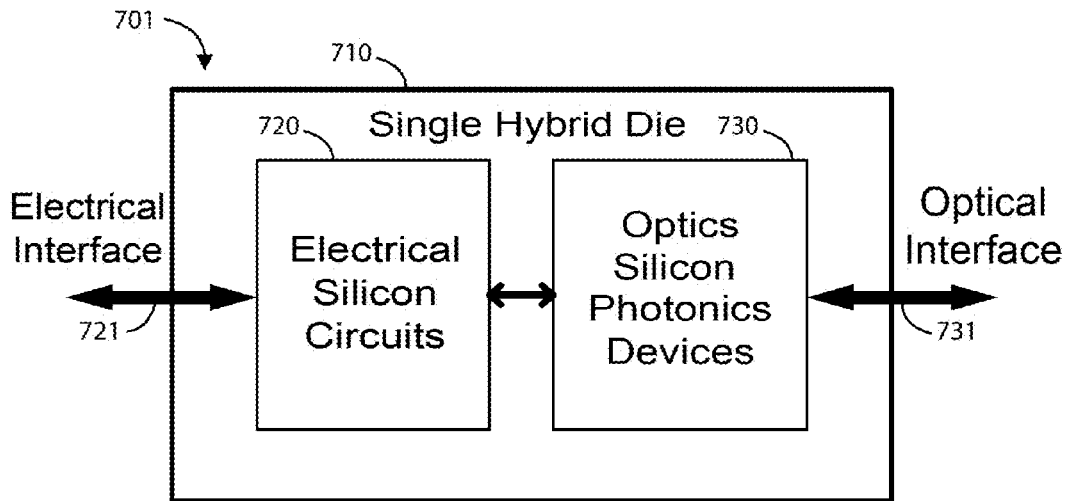 701
710
Single Hybrid Die
720
730
Electrical
Interface
721
Electrical
Silicon
Circuits
Optics
Silicon
Photonics
Devices
Optical
Interface
731